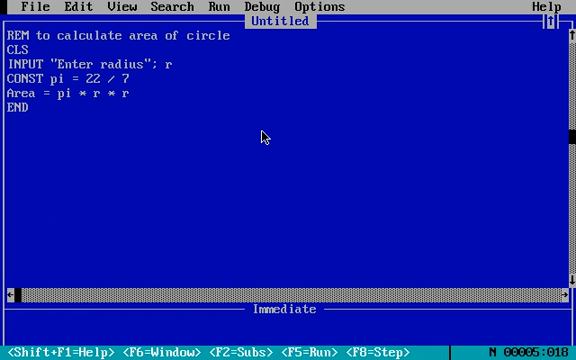 File Edit View Search Run Debug Options Help
Untitled
REM to calculate area of circle
CLS
INPUT "Enter radius"; r
CONST pi = 22 / 7
Area = pi * r * r
END
Immediate
<Shift+F1=Help> <F6=Window> <F2=Subs> <F5=Run> <F8=Step> N 00005:018